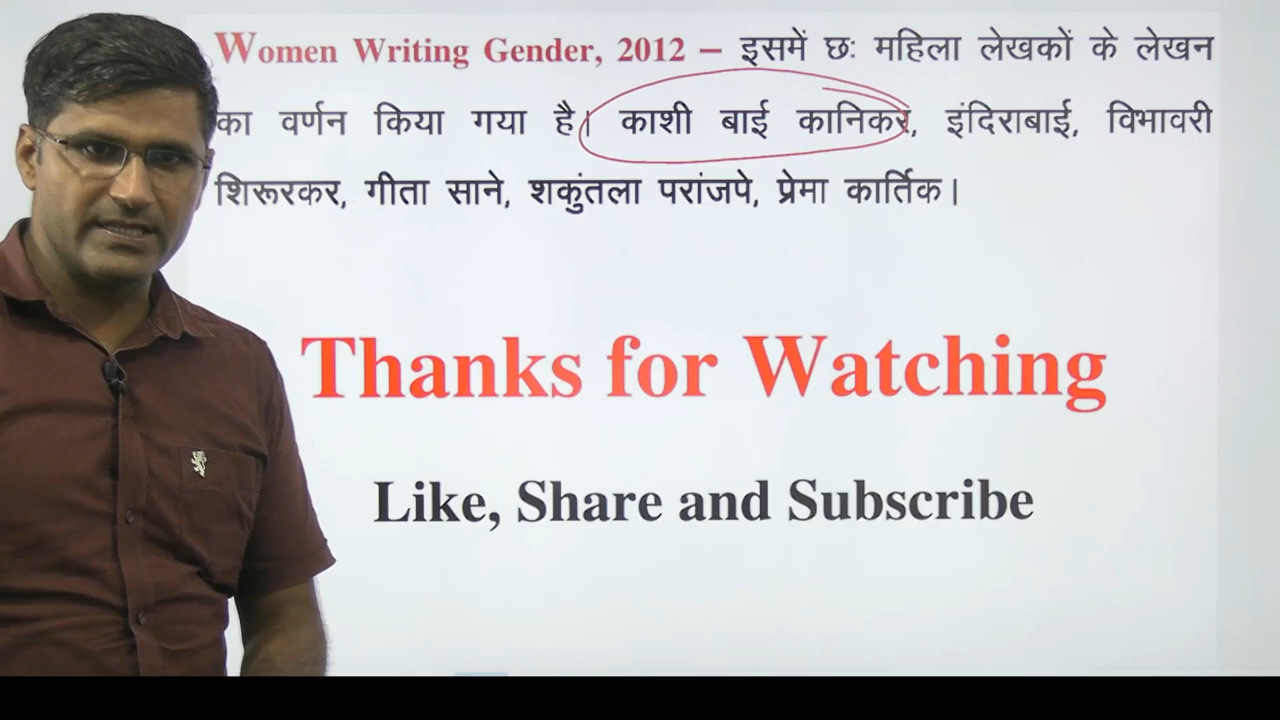 Women Writing Gender, 2012 – इसमें छः महिला लेखकों के लेखन
का वर्णन किया गया है। काशी बाई कानिकर, इंदिराबाई, विभावरी
शिरूरकर, गीता साने, शकुंतला परांजपे, प्रेमा कार्तिक।
Thanks for Watching
Like, Share and Subscribe